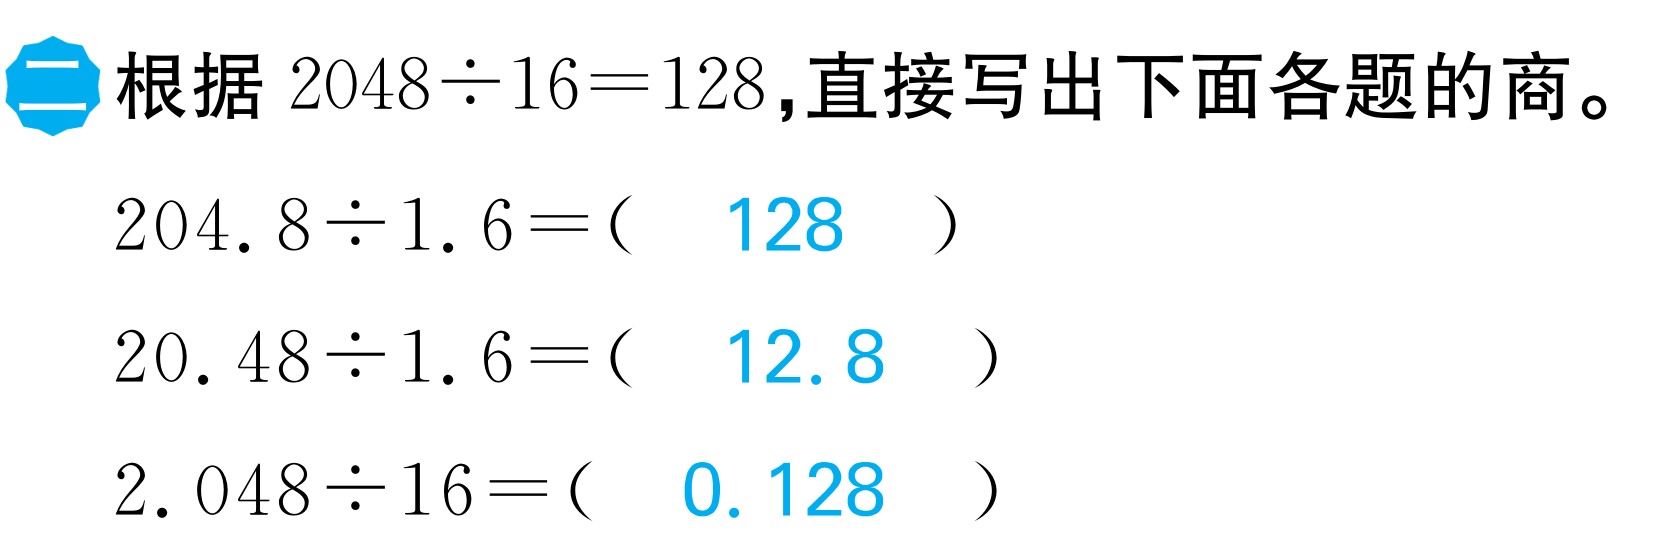 二 根据 2048÷16=128,直接写出下面各题的商。
204.8÷1.6=( 128 )
20.48÷1.6=( 12.8 )
2.048÷16=( 0.128 )